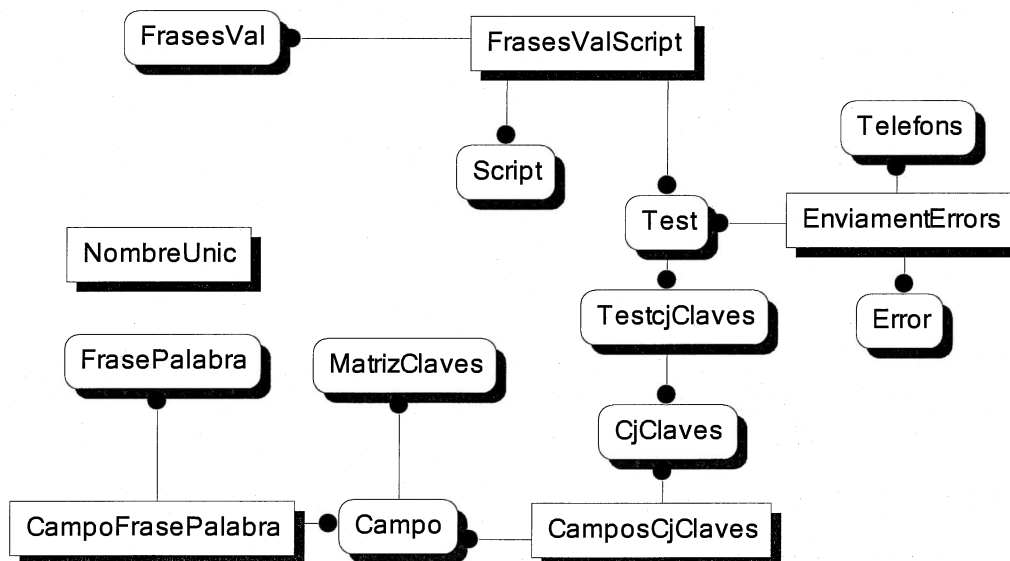 FrasesVal
FrasesValScript
Telefons
Script
Test
EnviamentErrors
NombreUnic
TestcjClaves
Error
FrasePalabra
MatrizClaves
CjClaves
CampoFrasePalabra
Campo
CamposCjClaves